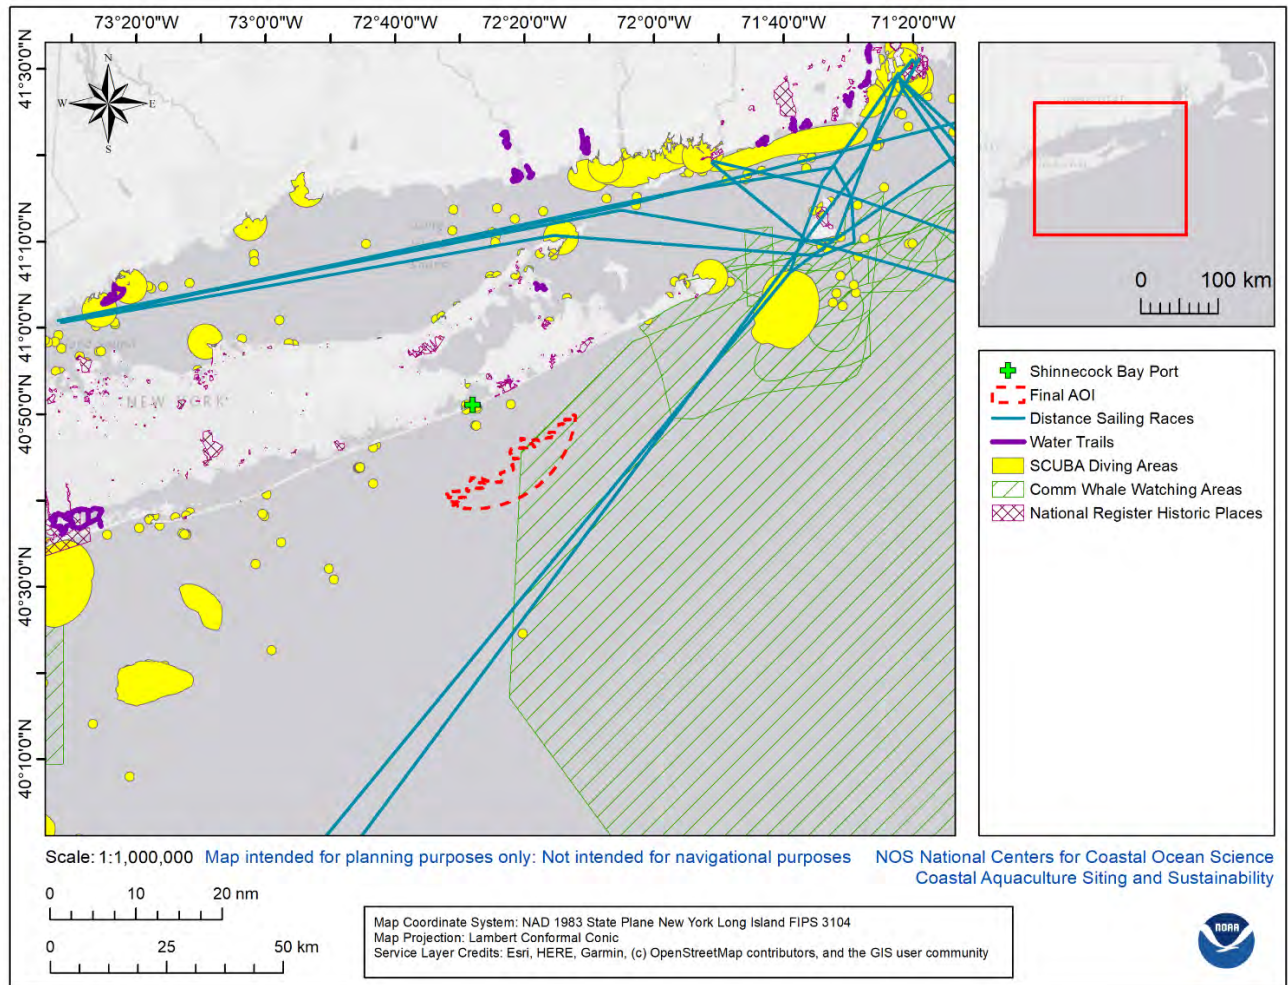 73°20'0"W 73°0'0"W 72°40'0"W 72°20'0"W 72°0'0"W 71°40'0"W 71°20'0"W
41°30'0"N
41°10'0"N
41°0'0"N
40°50'0"N
40°30'0"N
40°10'0"N
N
W E
S
NEW YORK
0 100 km
Shinnecock Bay Port
Final AOI
Distance Sailing Races
Water Trails
SCUBA Diving Areas
Comm Whale Watching Areas
National Register Historic Places
Scale: 1:1,000,000 Map intended for planning purposes only: Not intended for navigational purposes
NOS National Centers for Coastal Ocean Science
Coastal Aquaculture Siting and Sustainability
0 10 20 nm
0 25 50 km
Map Coordinate System: NAD 1983 State Plane New York Long Island FIPS 3104
Map Projection: Lambert Conformal Conic
Service Layer Credits: Esri, HERE, Garmin, (c) OpenStreetMap contributors, and the GIS user community
NOAA